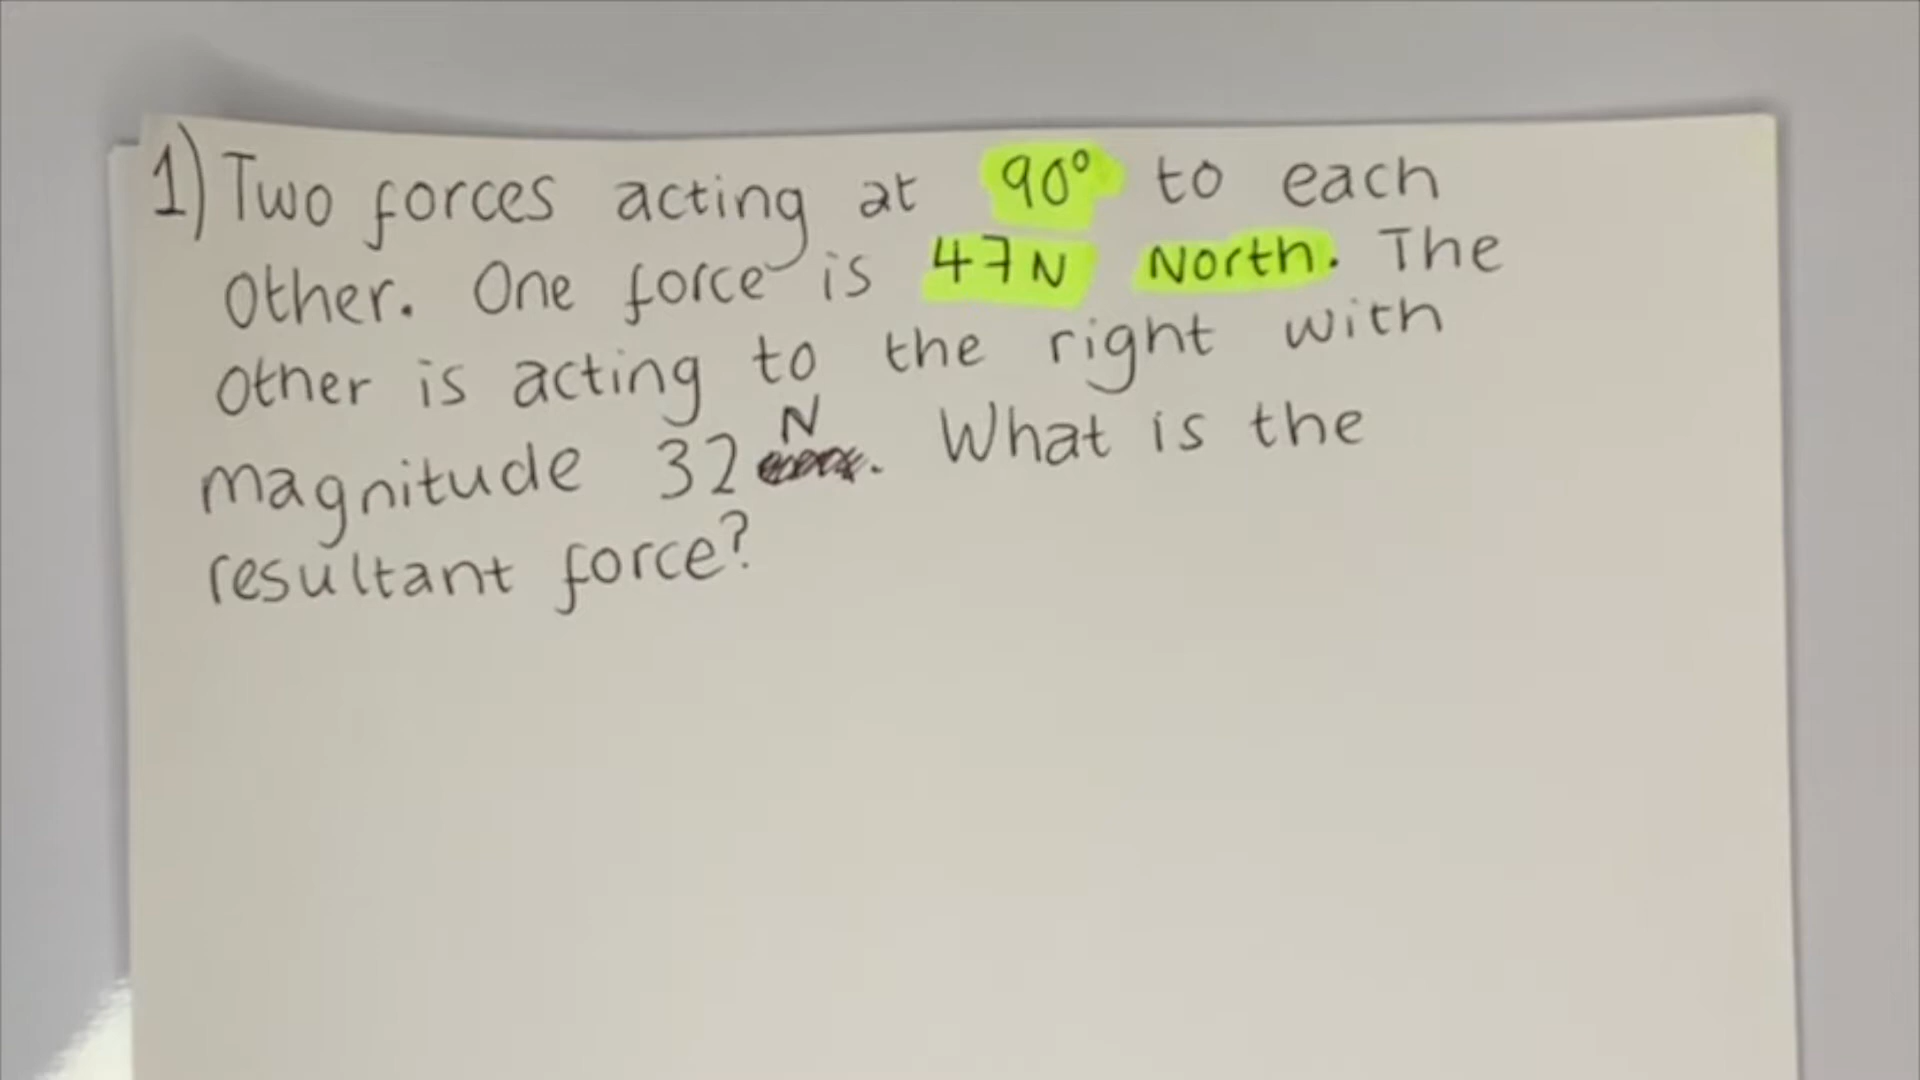 1) Two forces acting at 90° to each
other. One force is 47N North. The
other is acting to the right with
magnitude 32 N. What is the
resultant force?